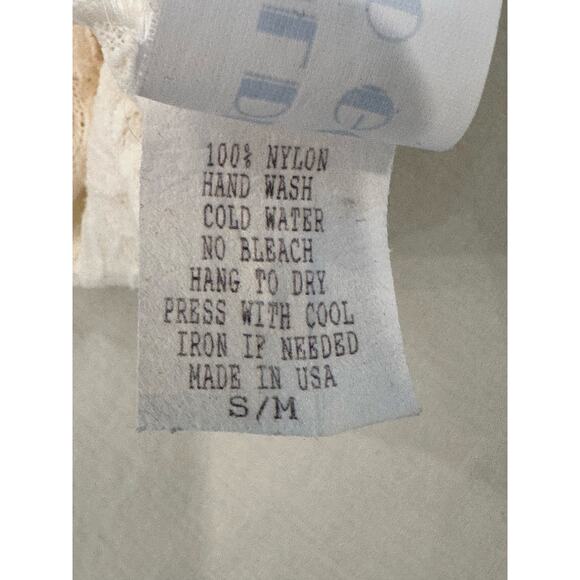 100% NYLON
HAND WASH
COLD WATER
NO BLEACH
HANG TO DRY
PRESS WITH COOL
IRON IF NEEDED
MADE IN USA
S/M